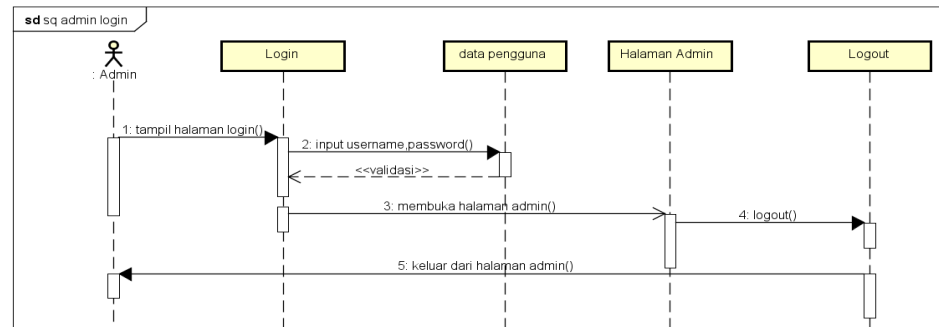 sd sq admin login
: Admin
Login
data pengguna
Halaman Admin
Logout
1: tampil halaman login()
2: input username,password()
<<validasi>>
3: membuka halaman admin()
4: logout()
5: keluar dari halaman admin()